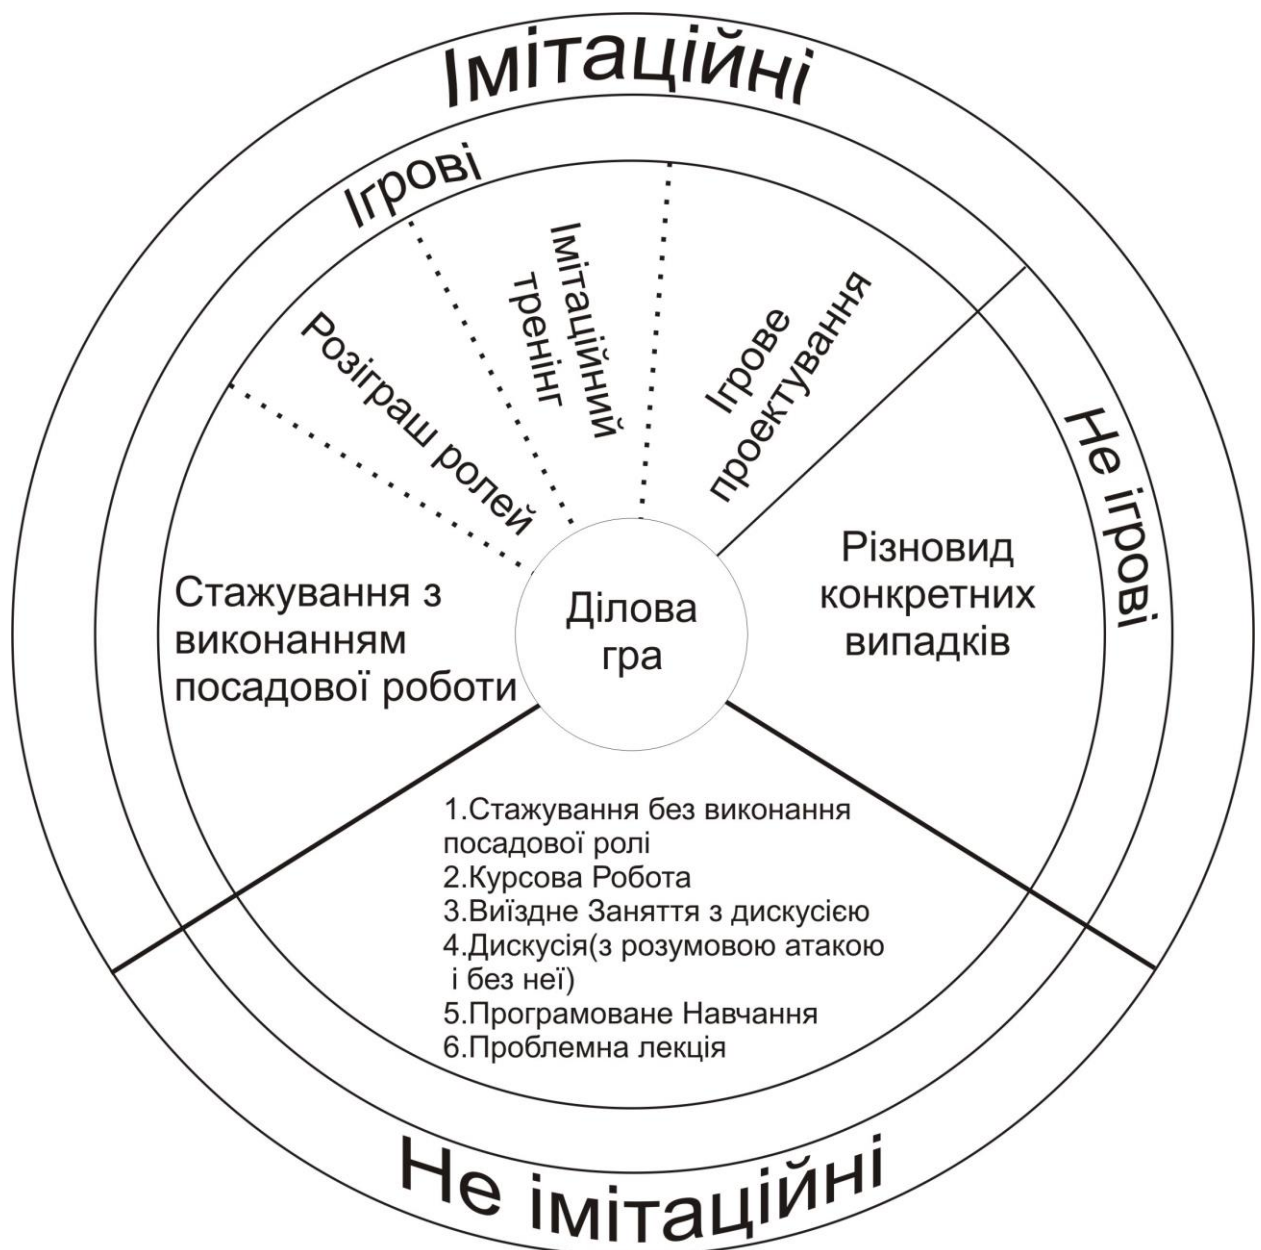 Імітаційні
Ігрові
Не ігрові
Стажування з
виконанням
посадової роботи
Розіграш ролей
Імітаційний
тренінг
Ігрове
проектування
Різновид
конкретних
випадків
Ділова
гра
1.Стажування без виконання
посадової ролі
2.Курсова Робота
3.Виїздне Заняття з дискусією
4.Дискусія(з розумовою атакою
і без неї)
5.Програмоване Навчання
6.Проблемна лекція
Не імітаційні